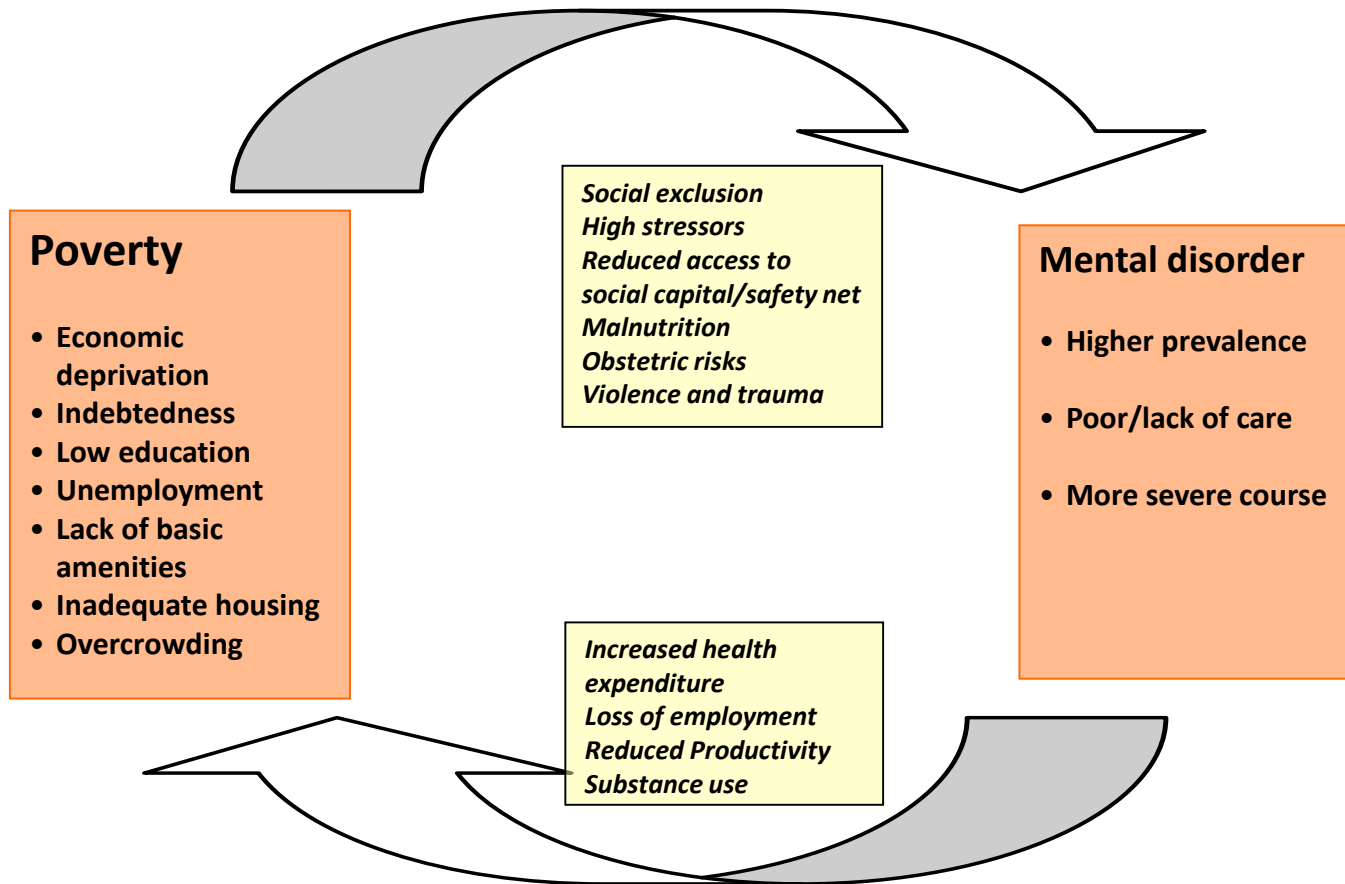 Poverty
• Economic
deprivation
• Indebtedness
• Low education
• Unemployment
• Lack of basic
amenities
• Inadequate housing
• Overcrowding
Social exclusion
High stressors
Reduced access to
social capital/safety net
Malnutrition
Obstetric risks
Violence and trauma
Mental disorder
• Higher prevalence
• Poor/lack of care
• More severe course
Increased health
expenditure
Loss of employment
Reduced Productivity
Substance use